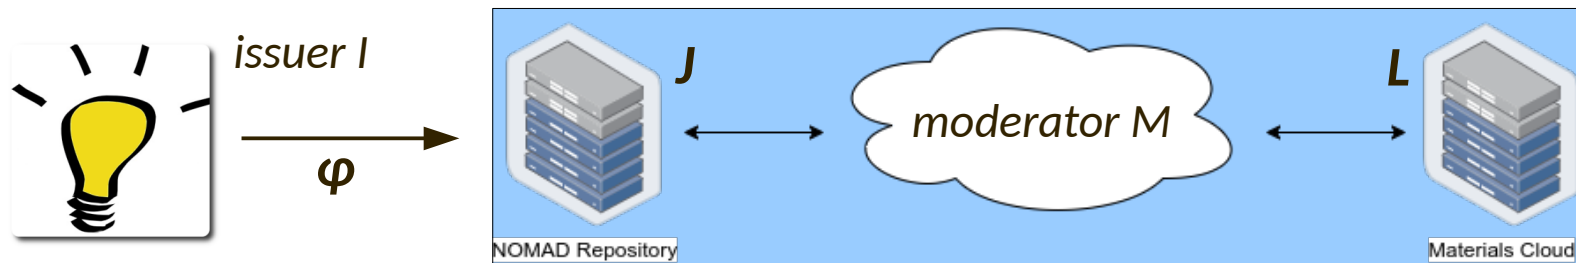 issuer I
φ
J
moderator M
L
NOMAD Repository
Materials Cloud